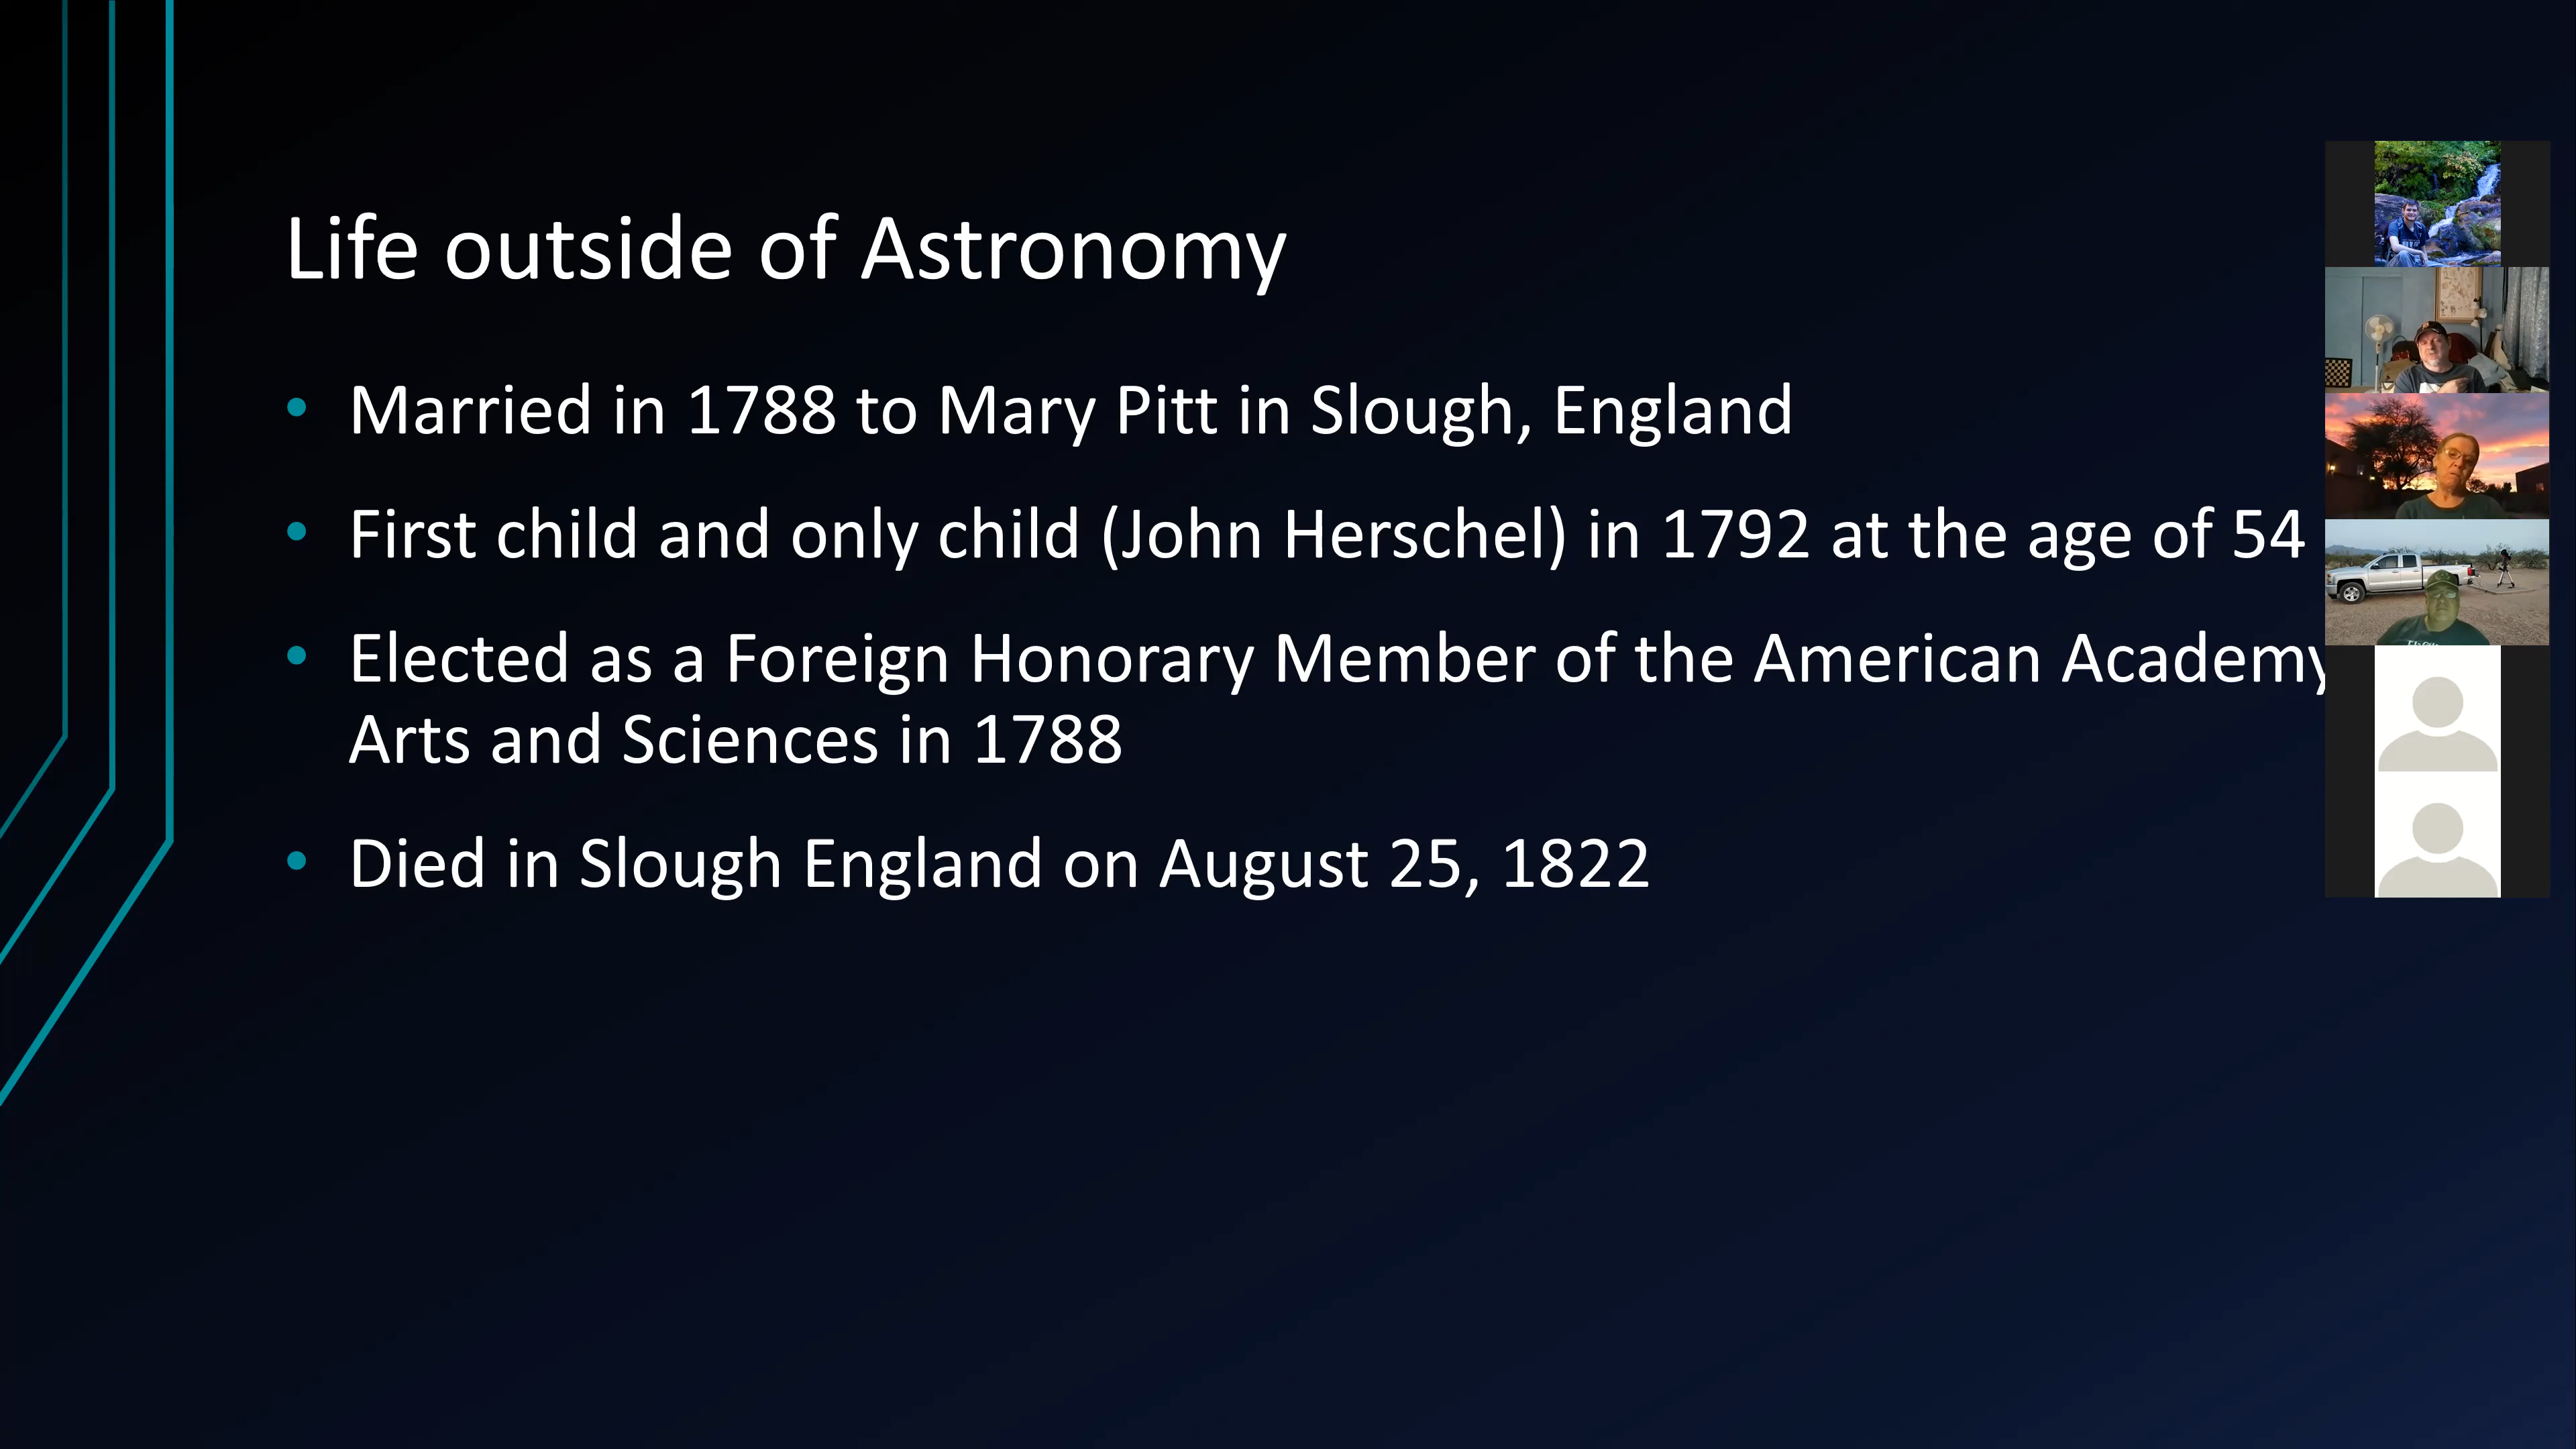 Life outside of Astronomy
• Married in 1788 to Mary Pitt in Slough, England
• First child and only child (John Herschel) in 1792 at the age of 54
• Elected as a Foreign Honorary Member of the American Academy
Arts and Sciences in 1788
• Died in Slough England on August 25, 1822